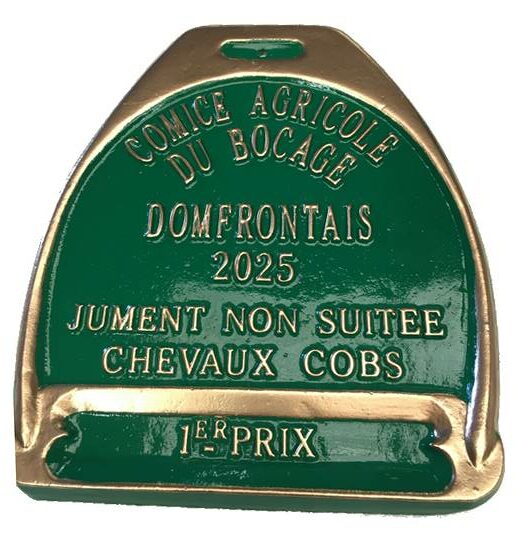 COMICE AGRICOLE
DU BOCAGE
DOMFRONTAIS
2025
JUMENT NON SUITEE
CHEVAUX COBS
1ER PRIX